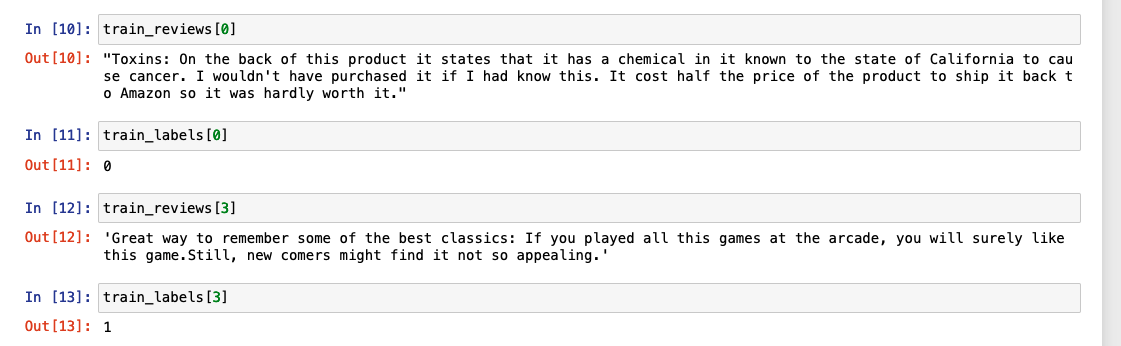 In [10]: train_reviews[0]
Out[10]: "Toxins: On the back of this product it states that it has a chemical in it known to the state of California to cau
se cancer. I wouldn't have purchased it if I had know this. It cost half the price of the product to ship it back t
o Amazon so it was hardly worth it."
In [11]: train_labels[0]
Out[11]: 0
In [12]: train_reviews[3]
Out[12]: 'Great way to remember some of the best classics: If you played all this games at the arcade, you will surely like
this game.Still, new comers might find it not so appealing.'
In [13]: train_labels[3]
Out[13]: 1